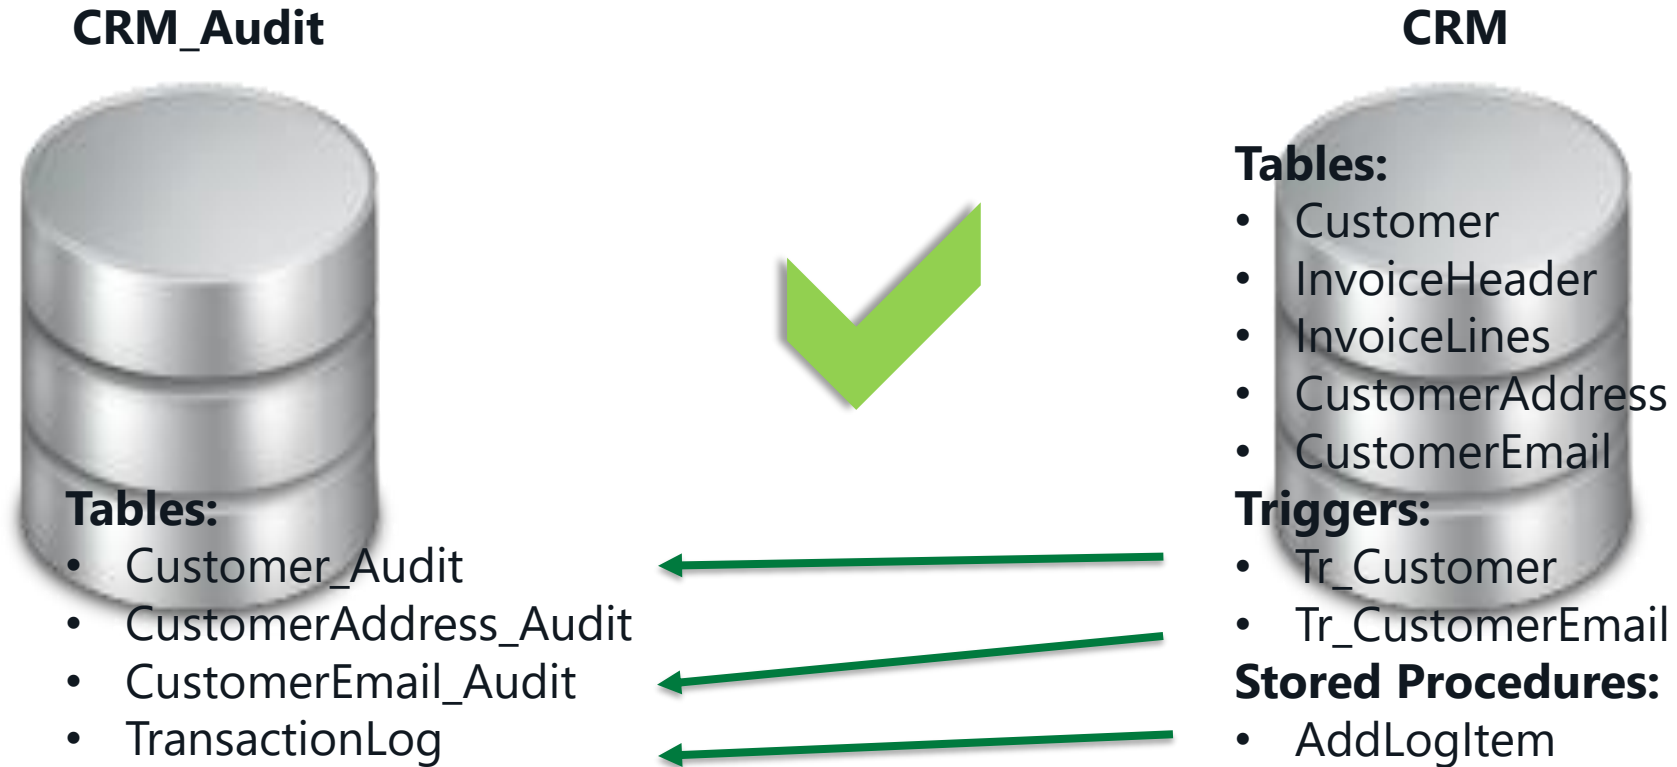 CRM_Audit
Tables:
• Customer_Audit
• CustomerAddress_Audit
• CustomerEmail_Audit
• TransactionLog
CRM
Tables:
• Customer
• InvoiceHeader
• InvoiceLines
• CustomerAddress
• CustomerEmail
Triggers:
• Tr_Customer
• Tr_CustomerEmail
Stored Procedures:
• AddLogItem